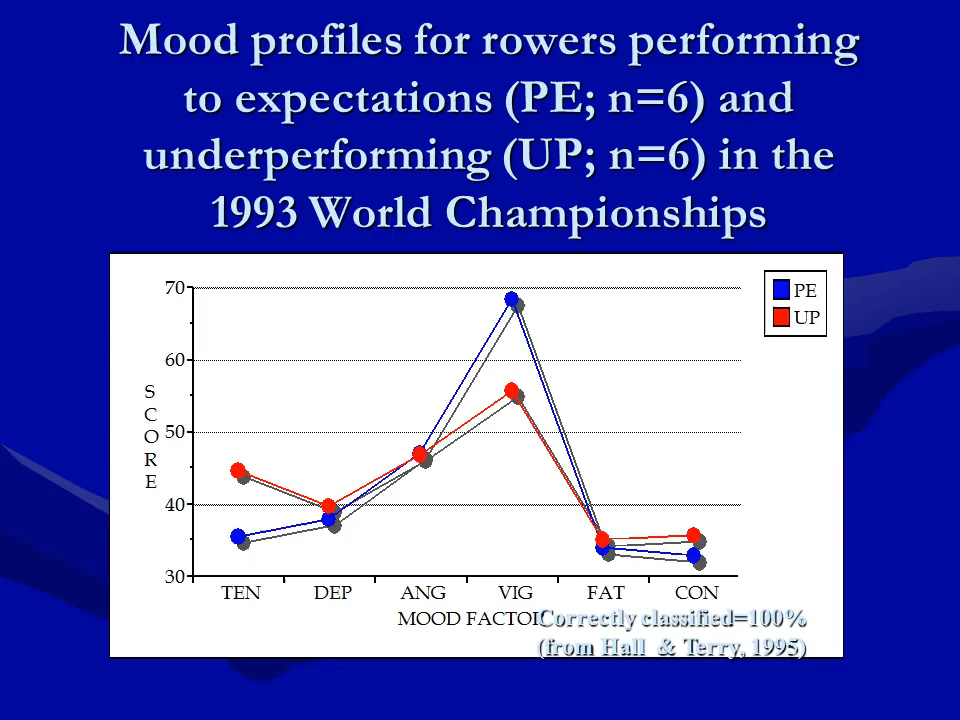 Mood profiles for rowers performing
to expectations (PE; n=6) and
underperforming (UP; n=6) in the
1993 World Championships
70
60
50
40
30
S
C
O
R
E
PE
UP
TEN DEP ANG VIG FAT CON
MOOD
Correctly classified=100%
(from Hall & Terry, 1995)